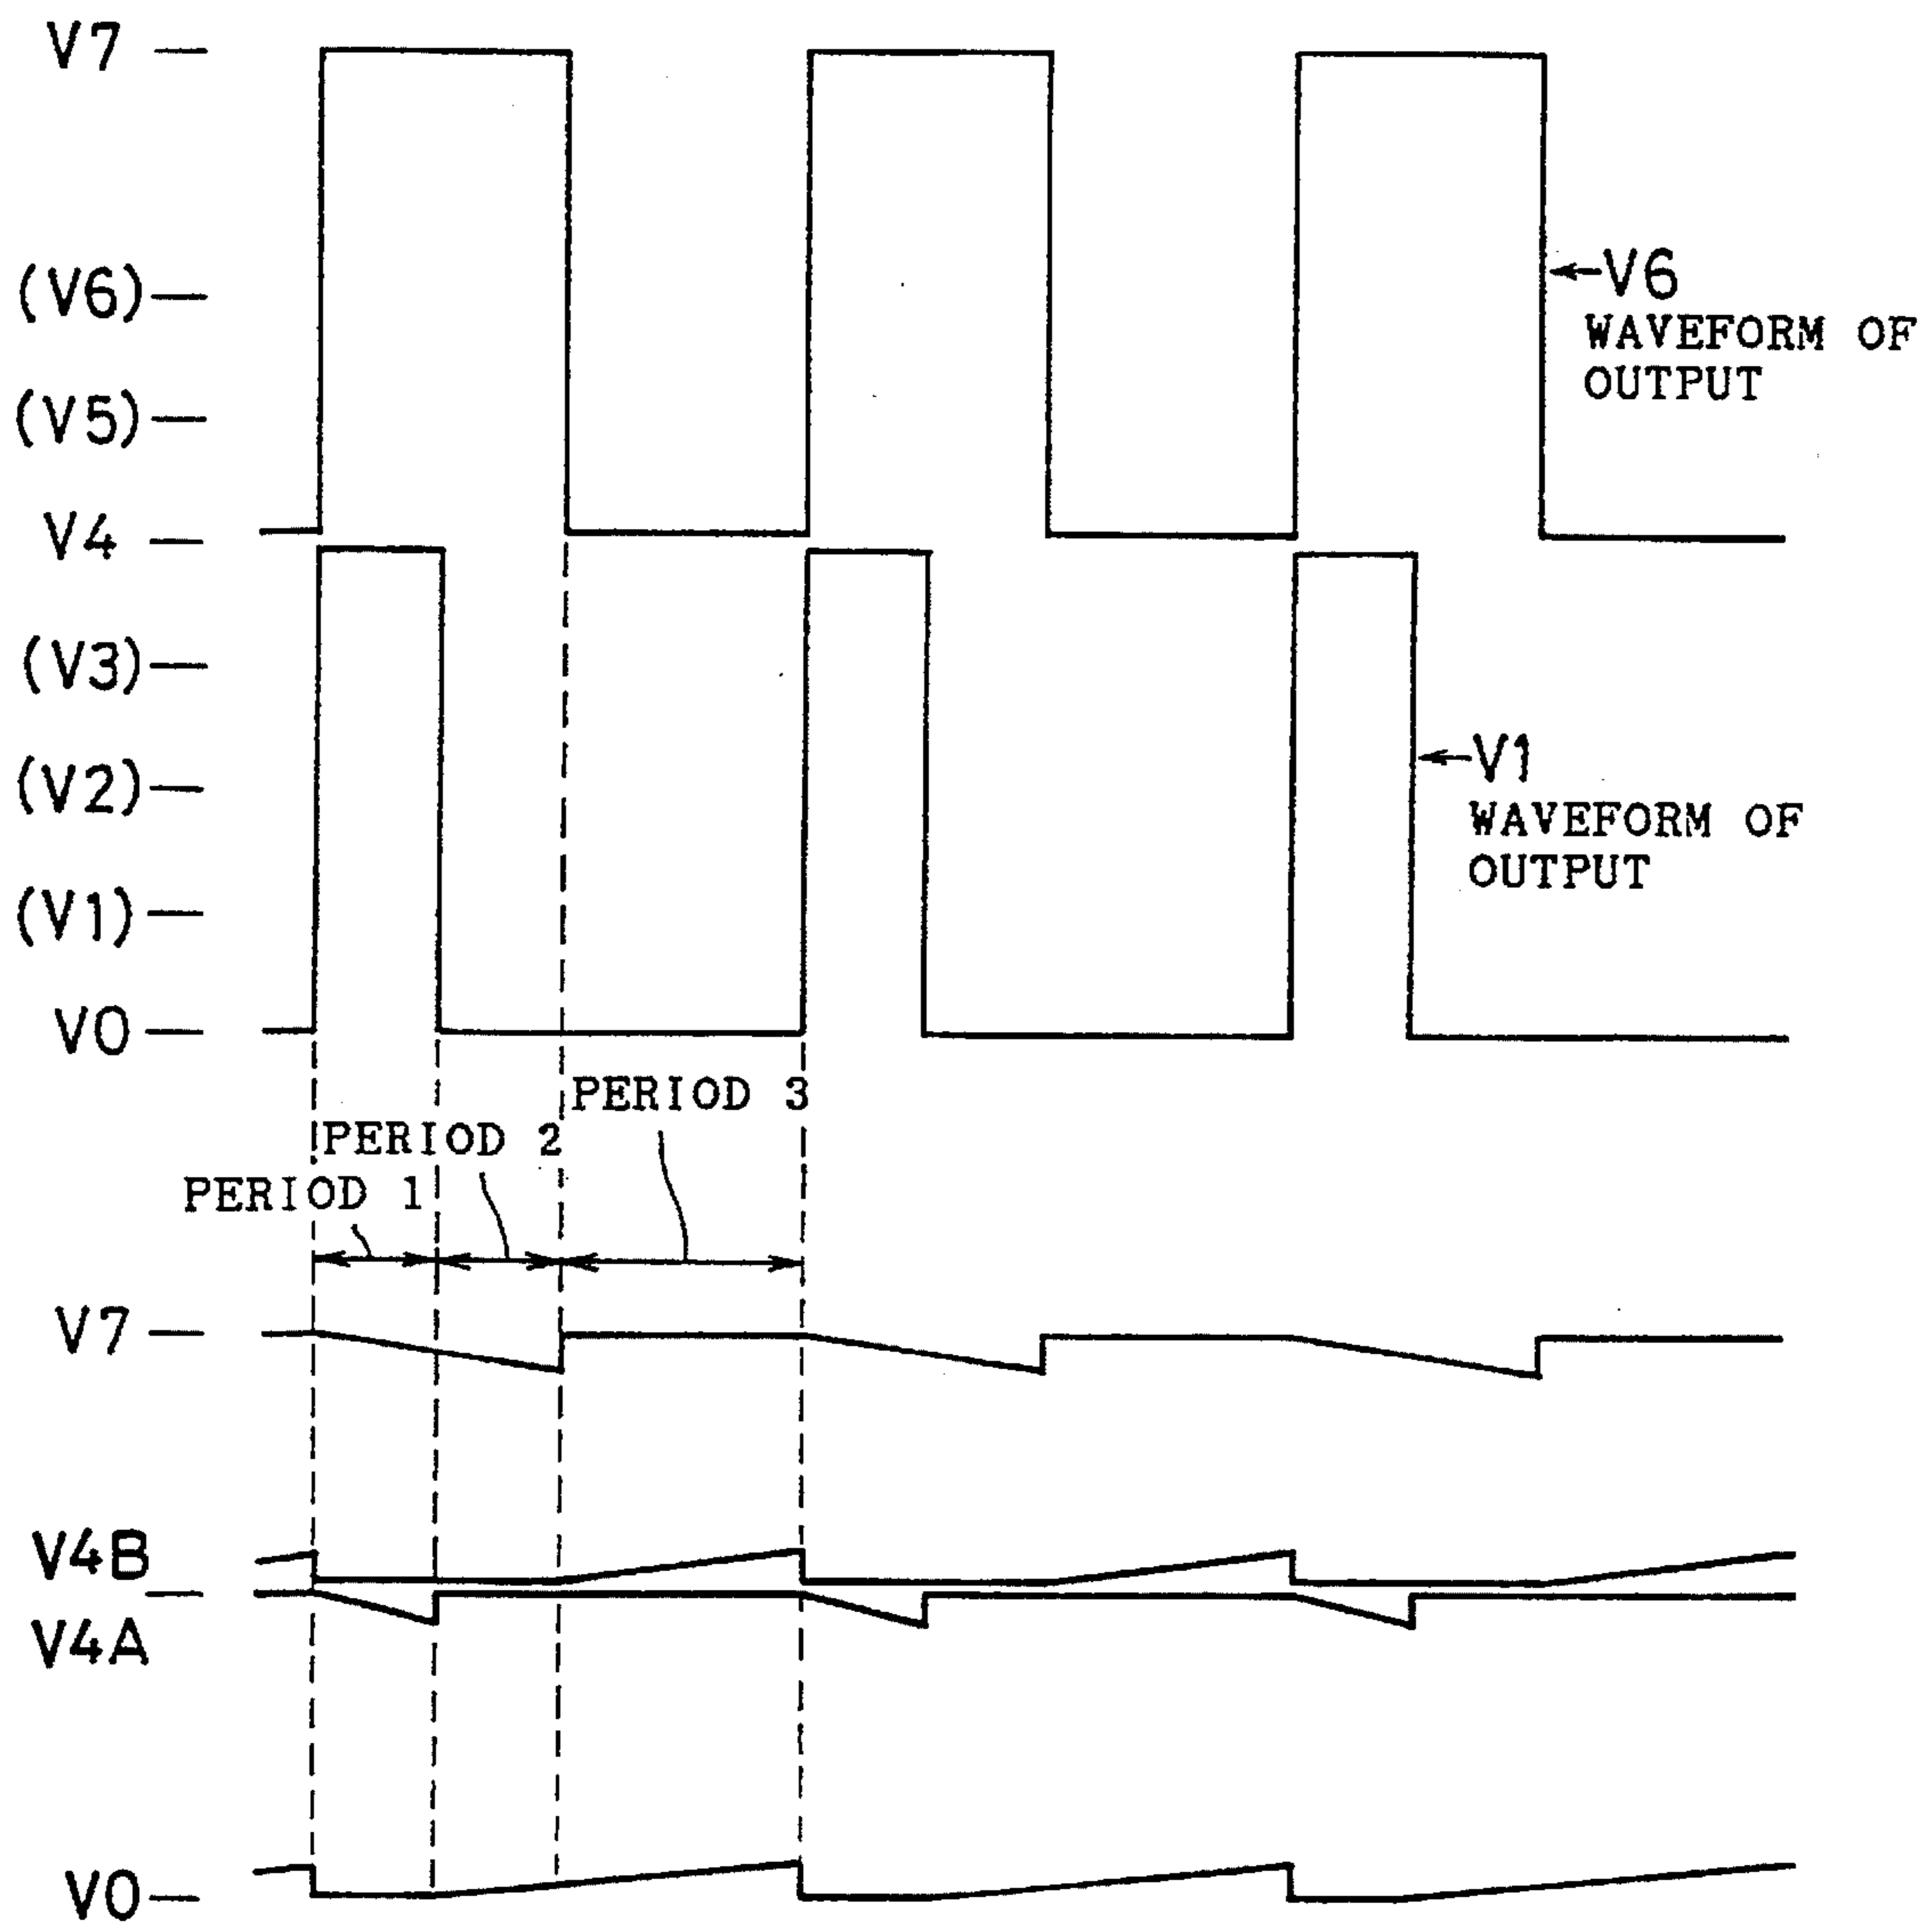 V7
(V6)
V6
WAVEFORM OF
OUTPUT
(V5)
V4
(V3)
(V2)
V1
WAVEFORM OF
OUTPUT
(V1)
V0
PERIOD 3
PERIOD 2
PERIOD 1
V7
V4B
V4A
V0